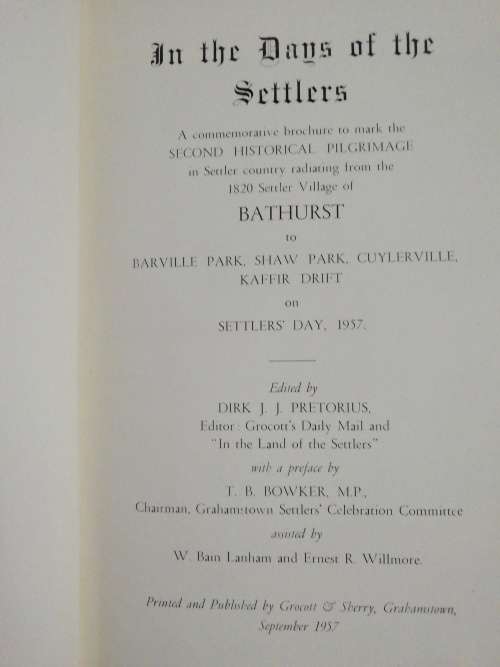 In the Days of the
Settlers
A commemorative brochure to mark the
SECOND HISTORICAL PILGRIMAGE
in Settler country radiating from the
1820 Settler Village of
BATHURST
to
BARVILLE PARK, SHAW PARK, CUYLERVILLE,
KAFFIR DRIFT
on
SETTLERS' DAY, 1957.
Edited by
DIRK J. J. PRETORIUS,
Editor: Grocott's Daily Mail and
"In the Land of the Settlers"
with a preface by
T. B. BOWKER, M.P.,
Chairman, Grahamstown Settlers' Celebration Committee
assisted by
W. Bain Lanham and Ernest R. Willmore.
Printed and Published by Grocott & Sherry, Grahamstown,
September 1957